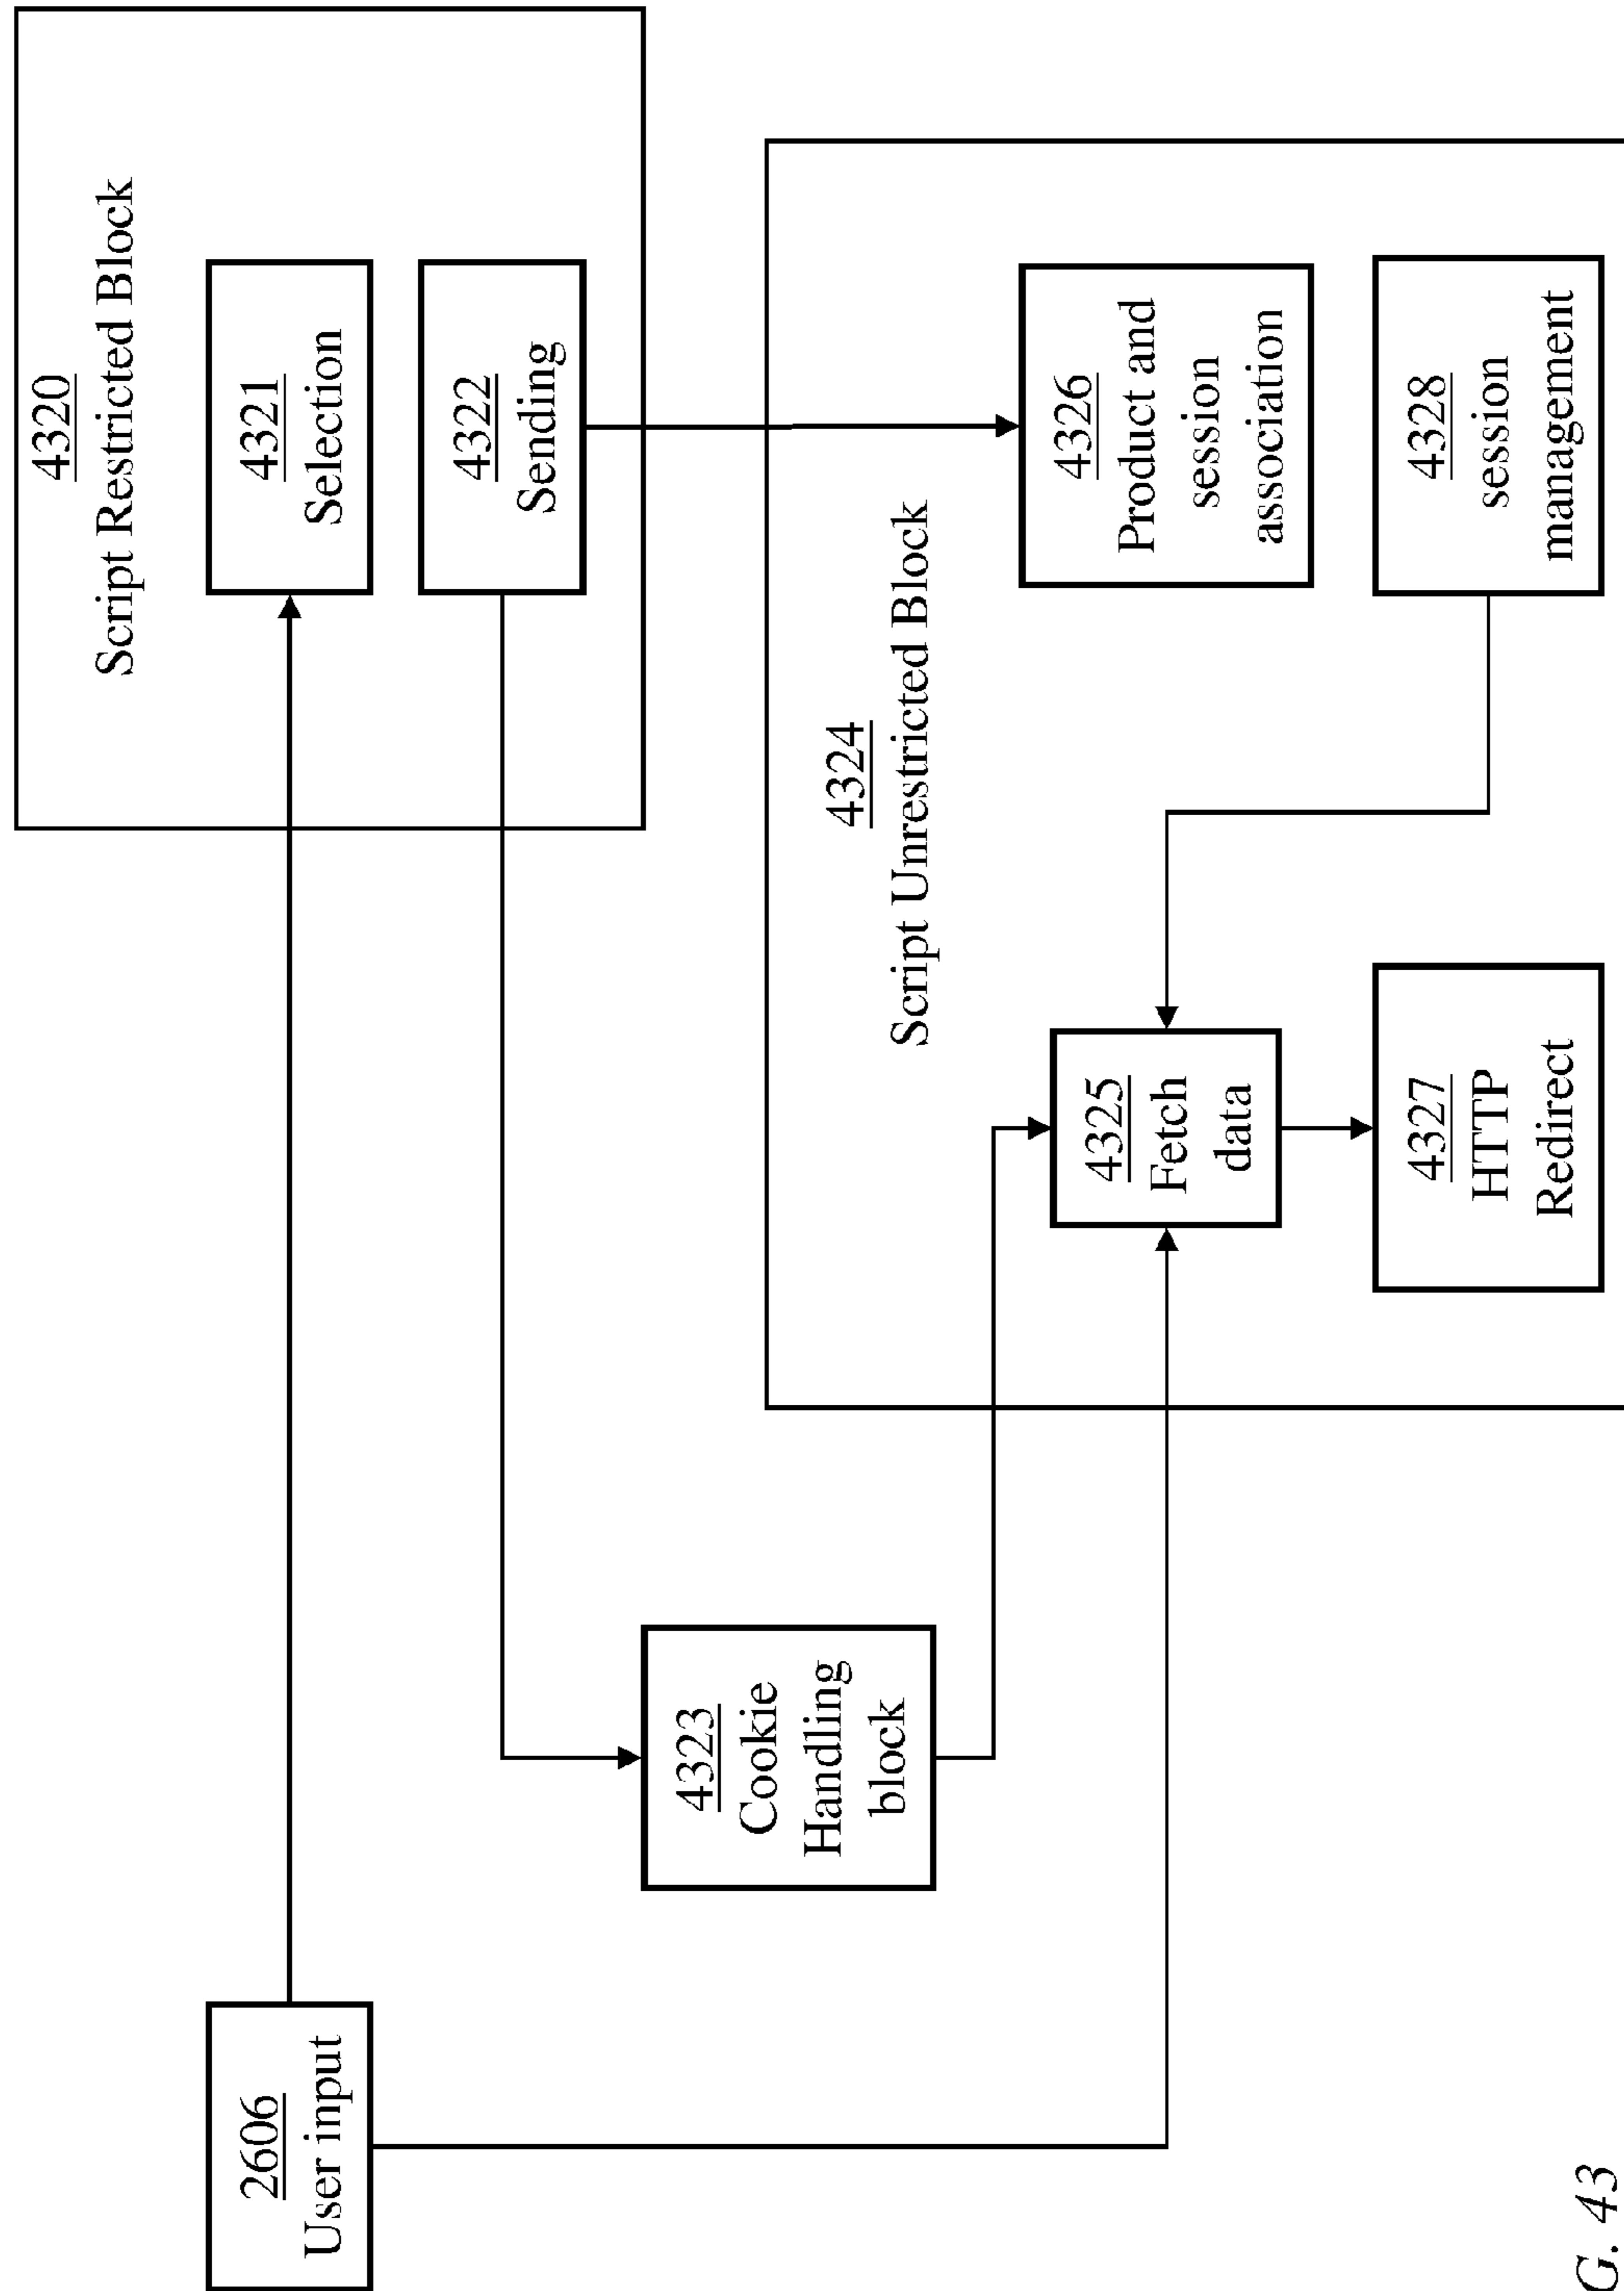 4320
Script Restricted Block
4321
Selection
4322
Sending
2606
User input
4323
Cookie
Handling
block
4324
Script Unrestricted Block
4325
Fetch
data
4326
Product and
session
association
4327
HTTP
Redirect
4328
session
management
G. 43